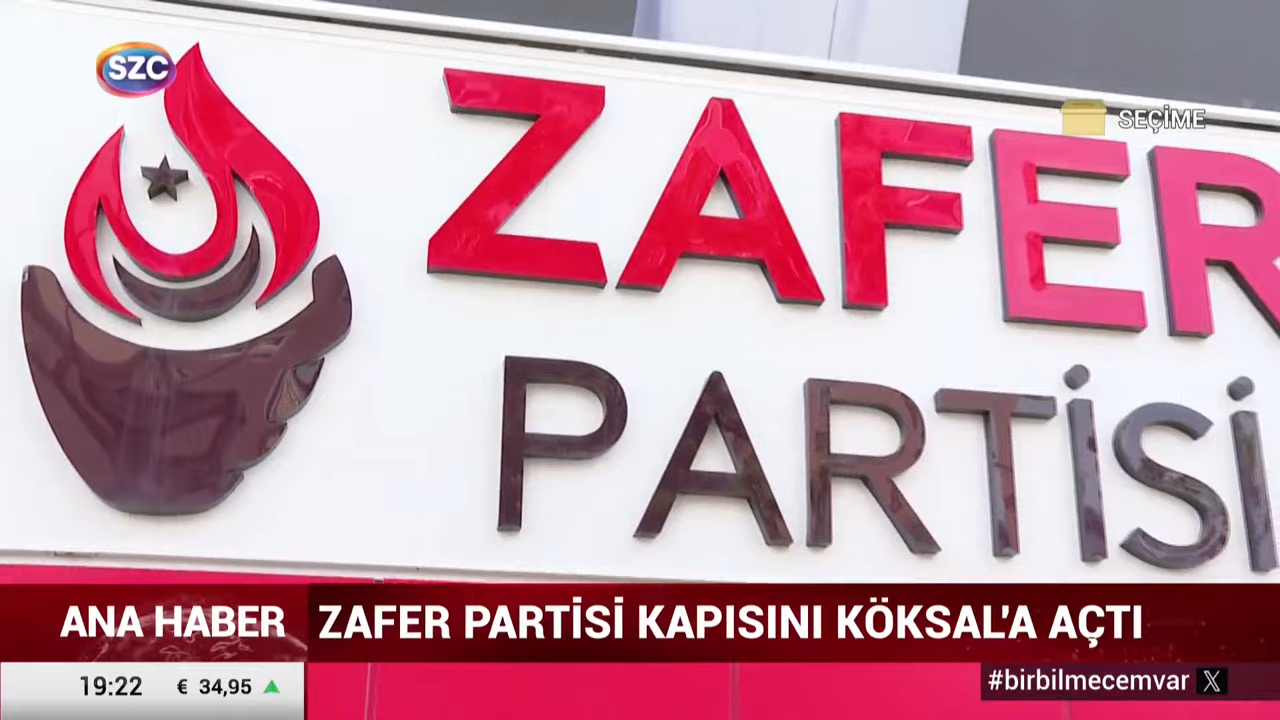 SZC
SEÇİME
ZAFER
PARTİSİ
ANA HABER
ZAFER PARTİSİ KAPISINI KÖKSAL'A AÇTI
19:22 € 34,95
#birbilmecemvar X